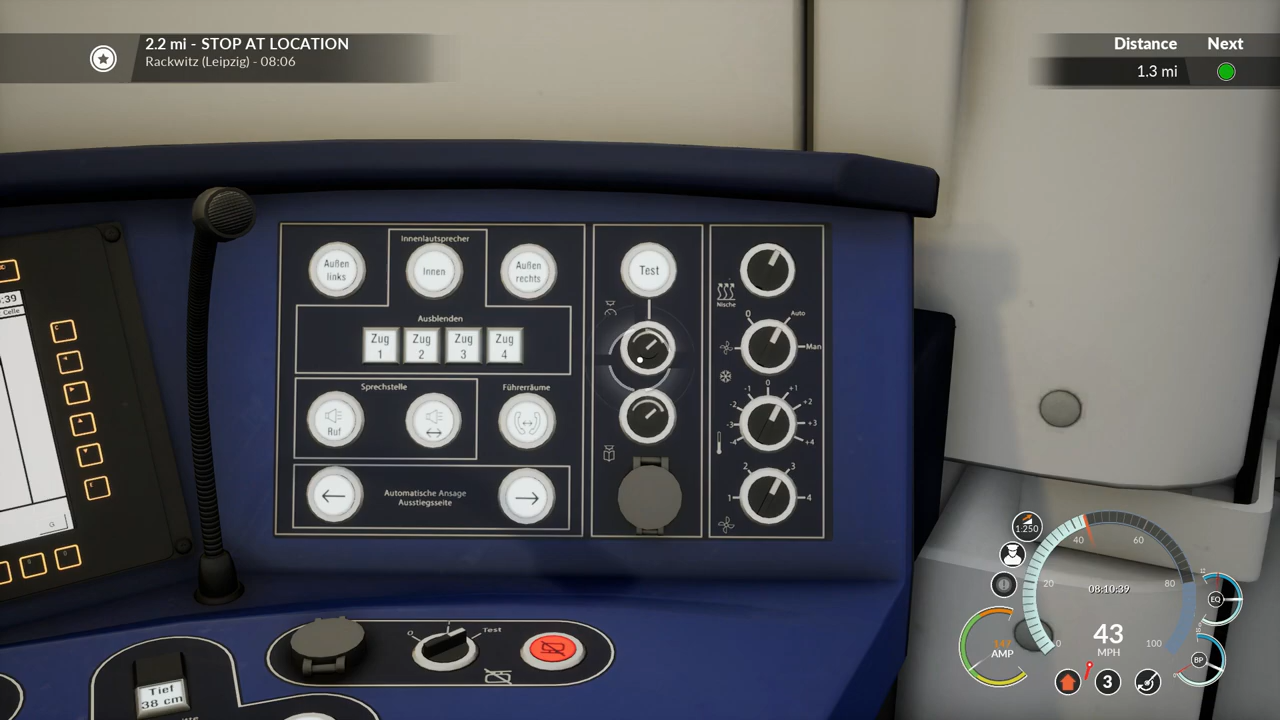 2.2 mi - STOP AT LOCATION
Rackwitz (Leipzig) - 08:06
Distance Next
1.3 mi
:39
Celle
Innenlautsprecher
Außen
links
Innen
Außen
rechts
Ausblenden
Zug
1
Zug
2
Zug
3
Zug
4
Sprechstelle
Führerräume
Ruf
Automatische Ansage
Ausstiegsseite
Test
Nische
0 Auto
Man
-4 -3 -1 0 +1 +2 +3 +4
1 2 3 4
0 I Test
Tief
38 cm
1:250
0 20 40 60 80 100
08:10:39
43
MPH
AMP
EQ
BP
3